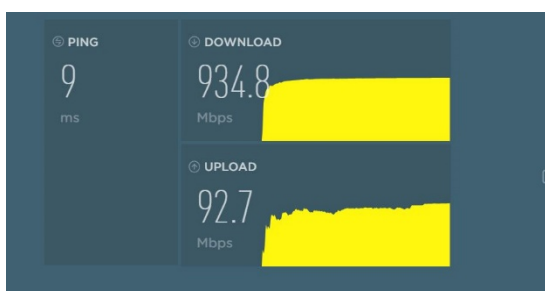 PING
9
ms
DOWNLOAD
934.8
Mbps
UPLOAD
92.7
Mbps